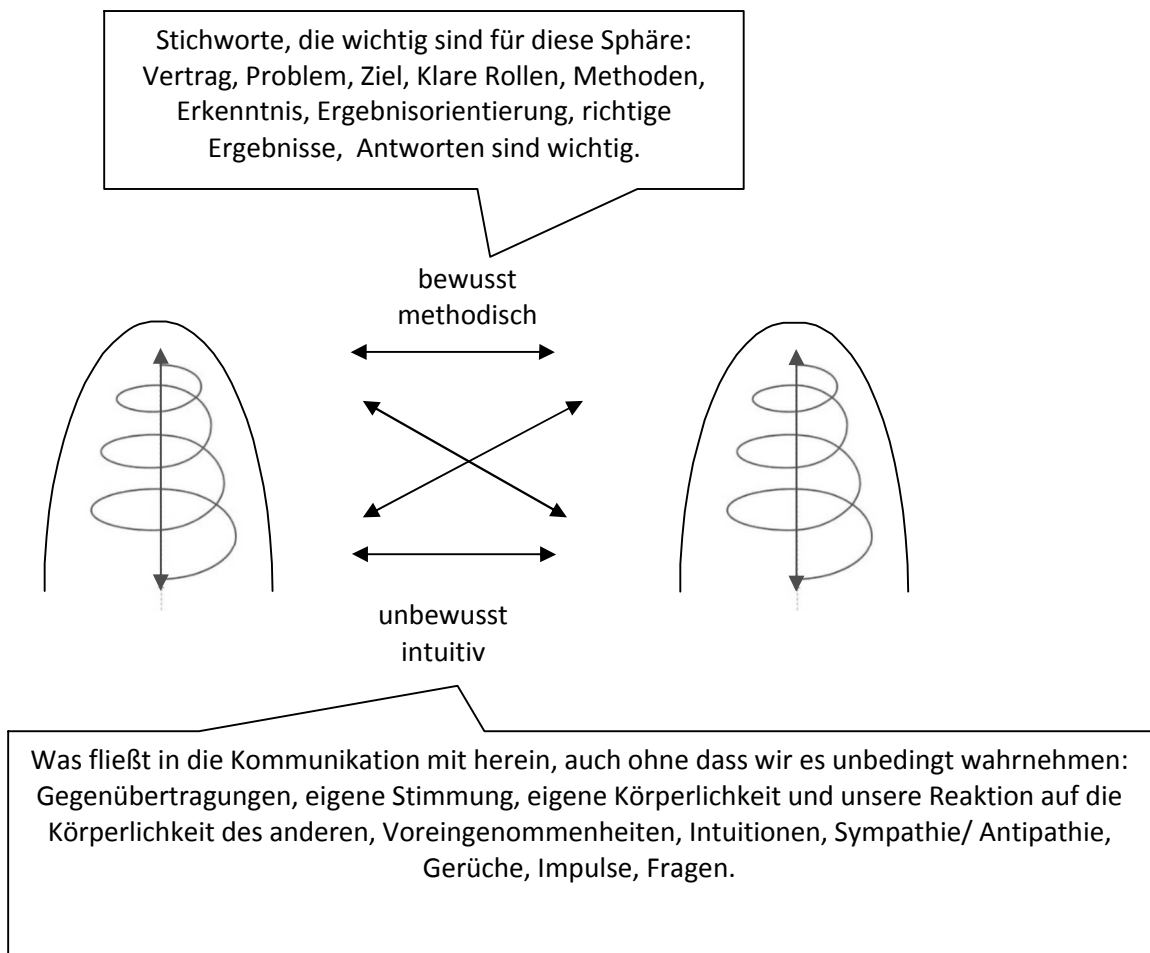 Stichworte, die wichtig sind für diese Sphäre:
Vertrag, Problem, Ziel, Klare Rollen, Methoden,
Erkenntnis, Ergebnisorientierung, richtige
Ergebnisse,  Antworten sind wichtig.
bewusst
methodisch
unbewusst
intuitiv
Was fließt in die Kommunikation mit herein, auch ohne dass wir es unbedingt wahrnehmen:
Gegenübertragungen, eigene Stimmung, eigene Körperlichkeit und unsere Reaktion auf die
Körperlichkeit des anderen, Voreingenommenheiten, Intuitionen, Sympathie/ Antipathie,
Gerüche, Impulse, Fragen.